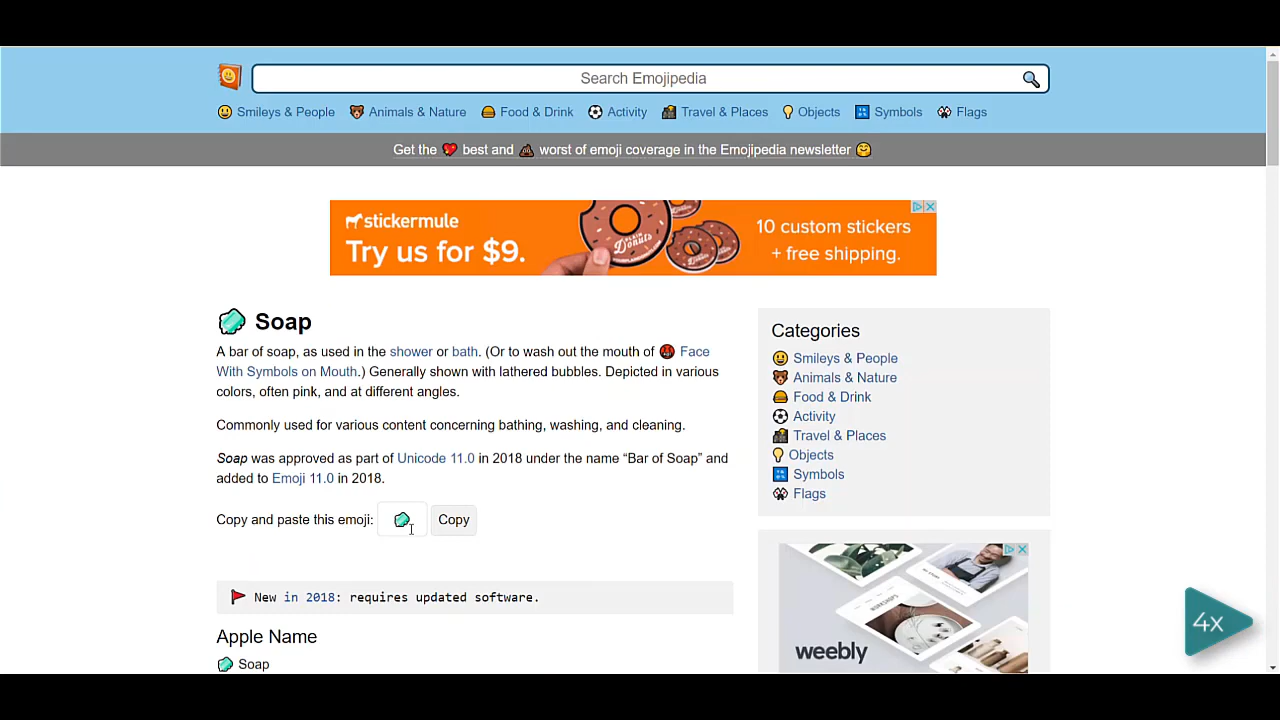 Search Emojipedia
Smileys & People Animals & Nature Food & Drink Activity Travel & Places Objects Symbols Flags
Get the best and worst of emoji coverage in the Emojipedia newsletter
stickermule
Try us for $9.
10 custom stickers
+ free shipping.
Soap
A bar of soap, as used in the shower or bath. (Or to wash out the mouth of Face
With Symbols on Mouth.) Generally shown with lathered bubbles. Depicted in various
colors, often pink, and at different angles.
Commonly used for various content concerning bathing, washing, and cleaning.
Soap was approved as part of Unicode 11.0 in 2018 under the name “Bar of Soap” and
added to Emoji 11.0 in 2018.
Copy and paste this emoji: Copy
New in 2018: requires updated software.
Apple Name
Soap
Categories
Smileys & People
Animals & Nature
Food & Drink
Activity
Travel & Places
Objects
Symbols
Flags
weebly
4x